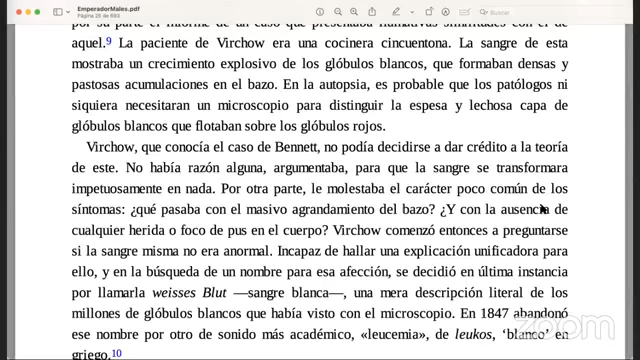 EmperadorMales.pdf
Página 25 de 693
Buscar
por su parte el informe de un caso que presentaba llamativas similitudes con el de
aquel.9 La paciente de Virchow era una cocinera cincuentona. La sangre de esta
mostraba un crecimiento explosivo de los glóbulos blancos, que formaban densas y
pastosas acumulaciones en el bazo. En la autopsia, es probable que los patólogos ni
siquiera necesitaran un microscopio para distinguir la espesa y lechosa capa de
glóbulos blancos que flotaban sobre los glóbulos rojos.
Virchow, que conocía el caso de Bennett, no podía decidirse a dar crédito a la teoría
de este. No había razón alguna, argumentaba, para que la sangre se transformara
impetuosamente en nada. Por otra parte, le molestaba el carácter poco común de los
síntomas: ¿qué pasaba con el masivo agrandamiento del bazo? ¿Y con la ausencia de
cualquier herida o foco de pus en el cuerpo? Virchow comenzó entonces a preguntarse
si la sangre misma no era anormal. Incapaz de hallar una explicación unificadora para
ello, y en la búsqueda de un nombre para esa afección, se decidió en última instancia
por llamarla weisses Blut —sangre blanca—, una mera descripción literal de los
millones de glóbulos blancos que había visto con el microscopio. En 1847 abandonó
ese nombre por otro de sonido más académico, «leucemia», de leukos, ‘blanco’ en
griego.10
zoom